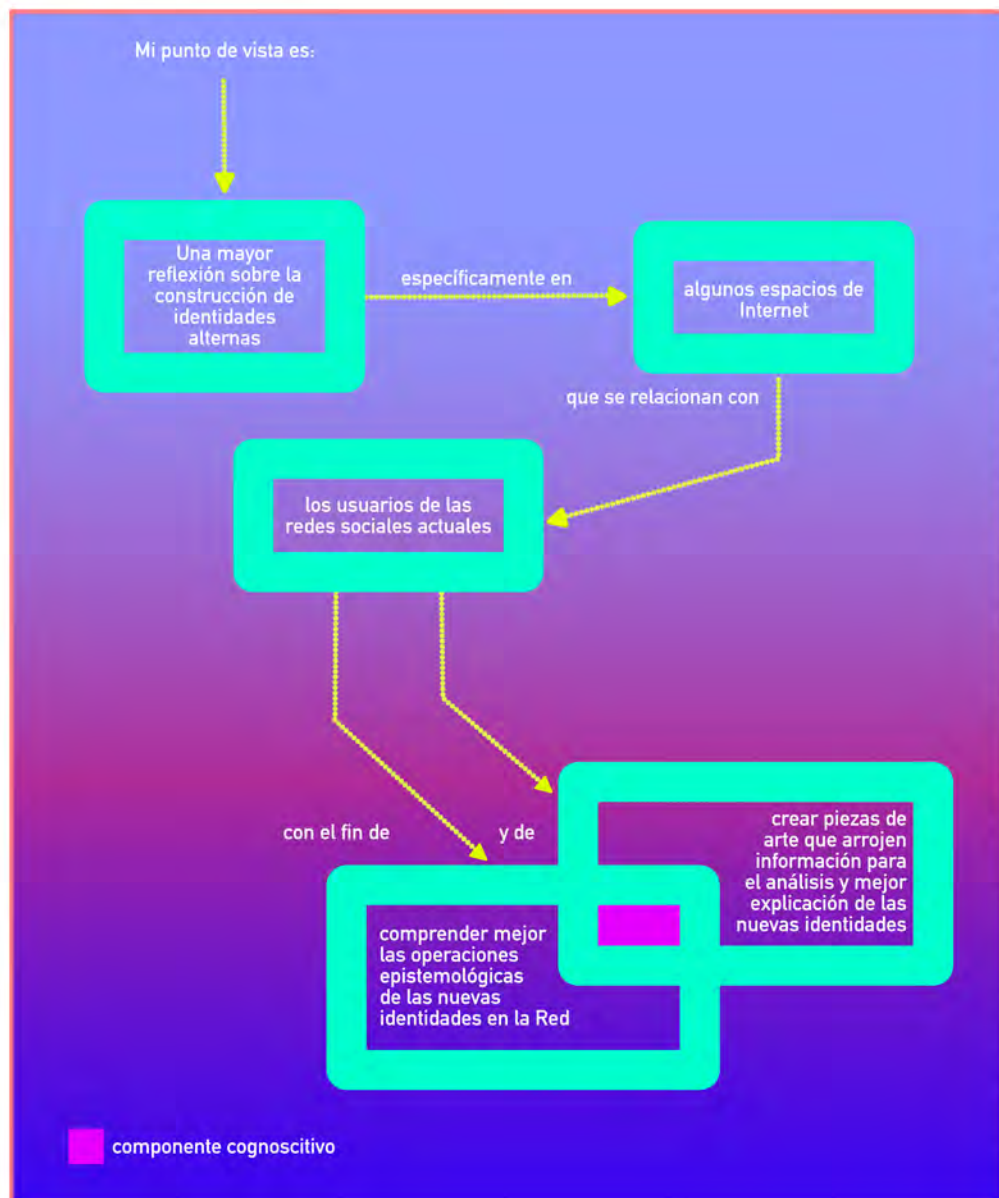 Mi punto de vista es:
Una mayor
reflexión sobre la
construcción de
identidades
alternas
específicamente en
algunos espacios de
Internet
que se relacionan con
los usuarios de las
redes sociales actuales
con el fin de
y de
crear piezas de
arte que arrojen
información para
el análisis y mejor
explicación de las
nuevas identidades
comprender mejor
las operaciones
epistemológicas
de las nuevas
identidades en la Red
componente cognoscitivo